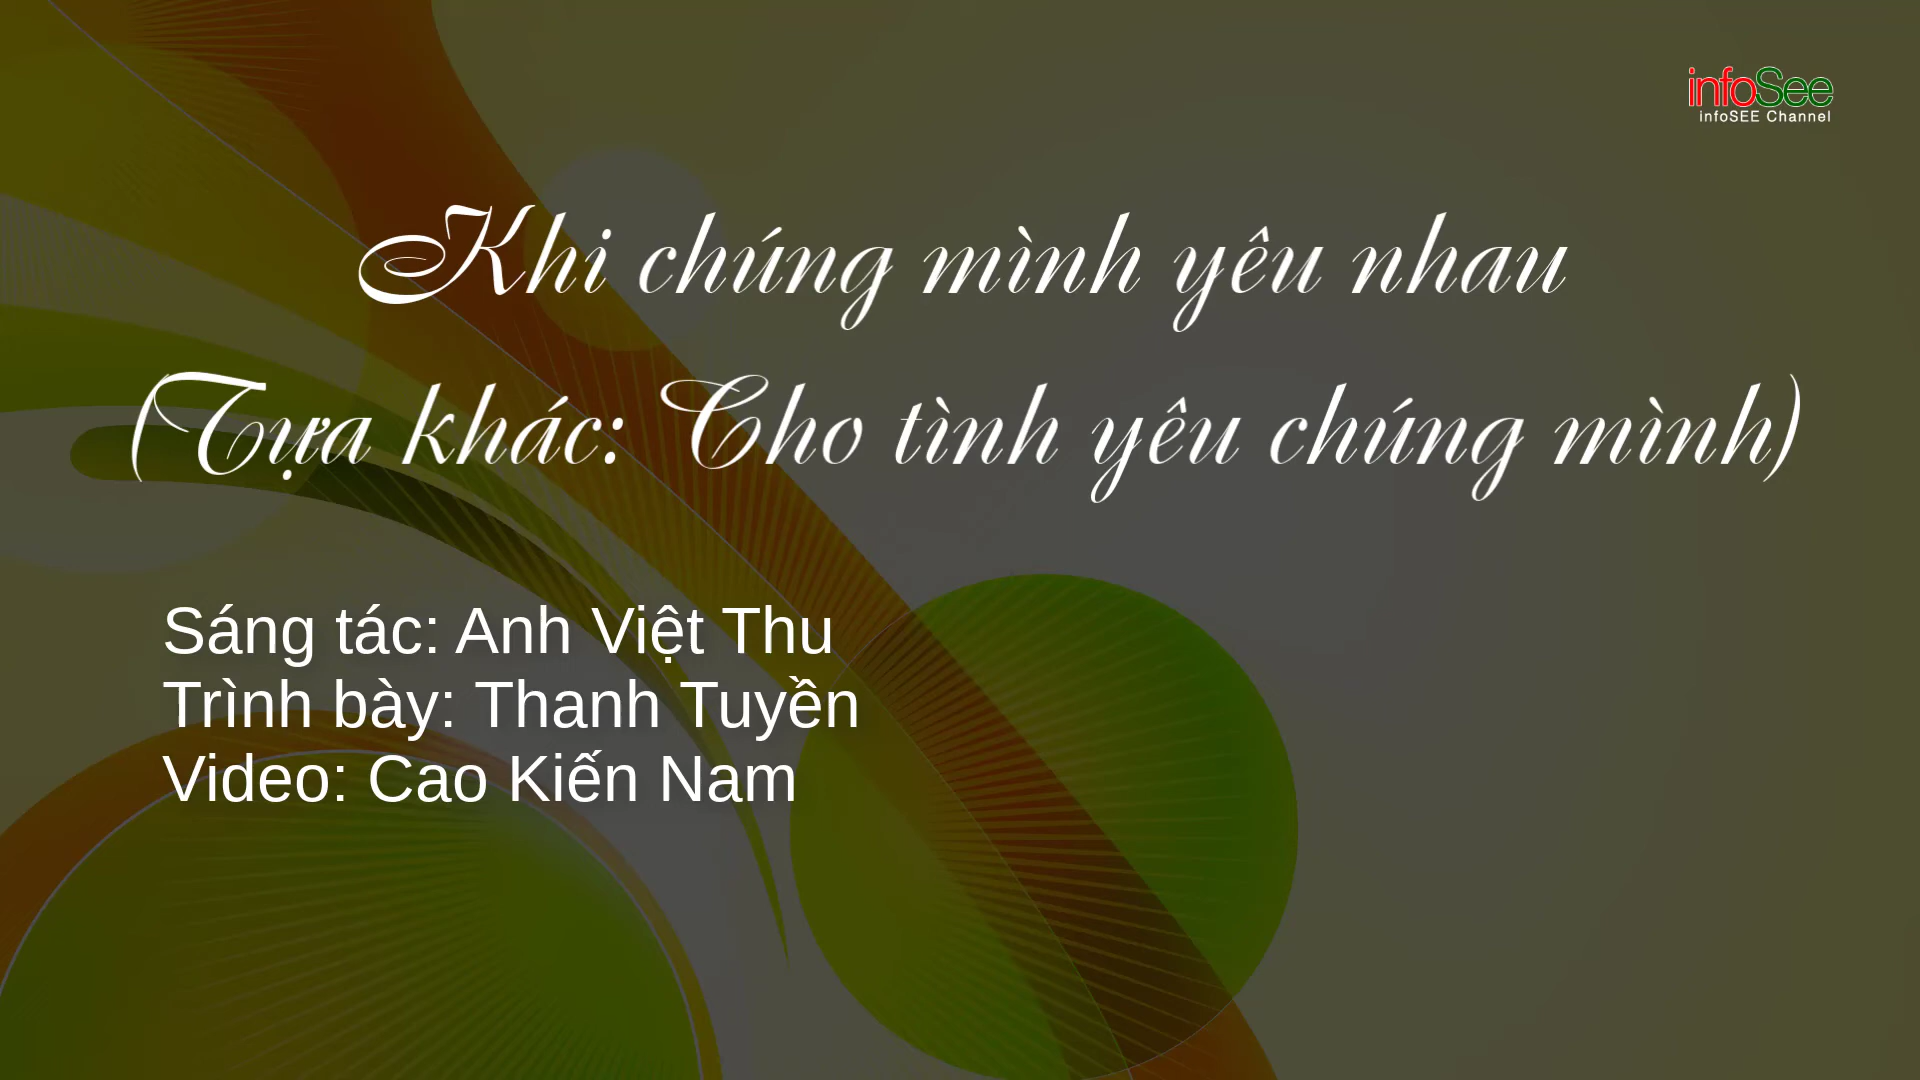 infoSee
infoSEE Channel
Khi chúng mình yêu nhau
(Tựa khác: Cho tình yêu chúng mình)
Sáng tác: Anh Việt Thu
Trình bày: Thanh Tuyền
Video: Cao Kiến Nam